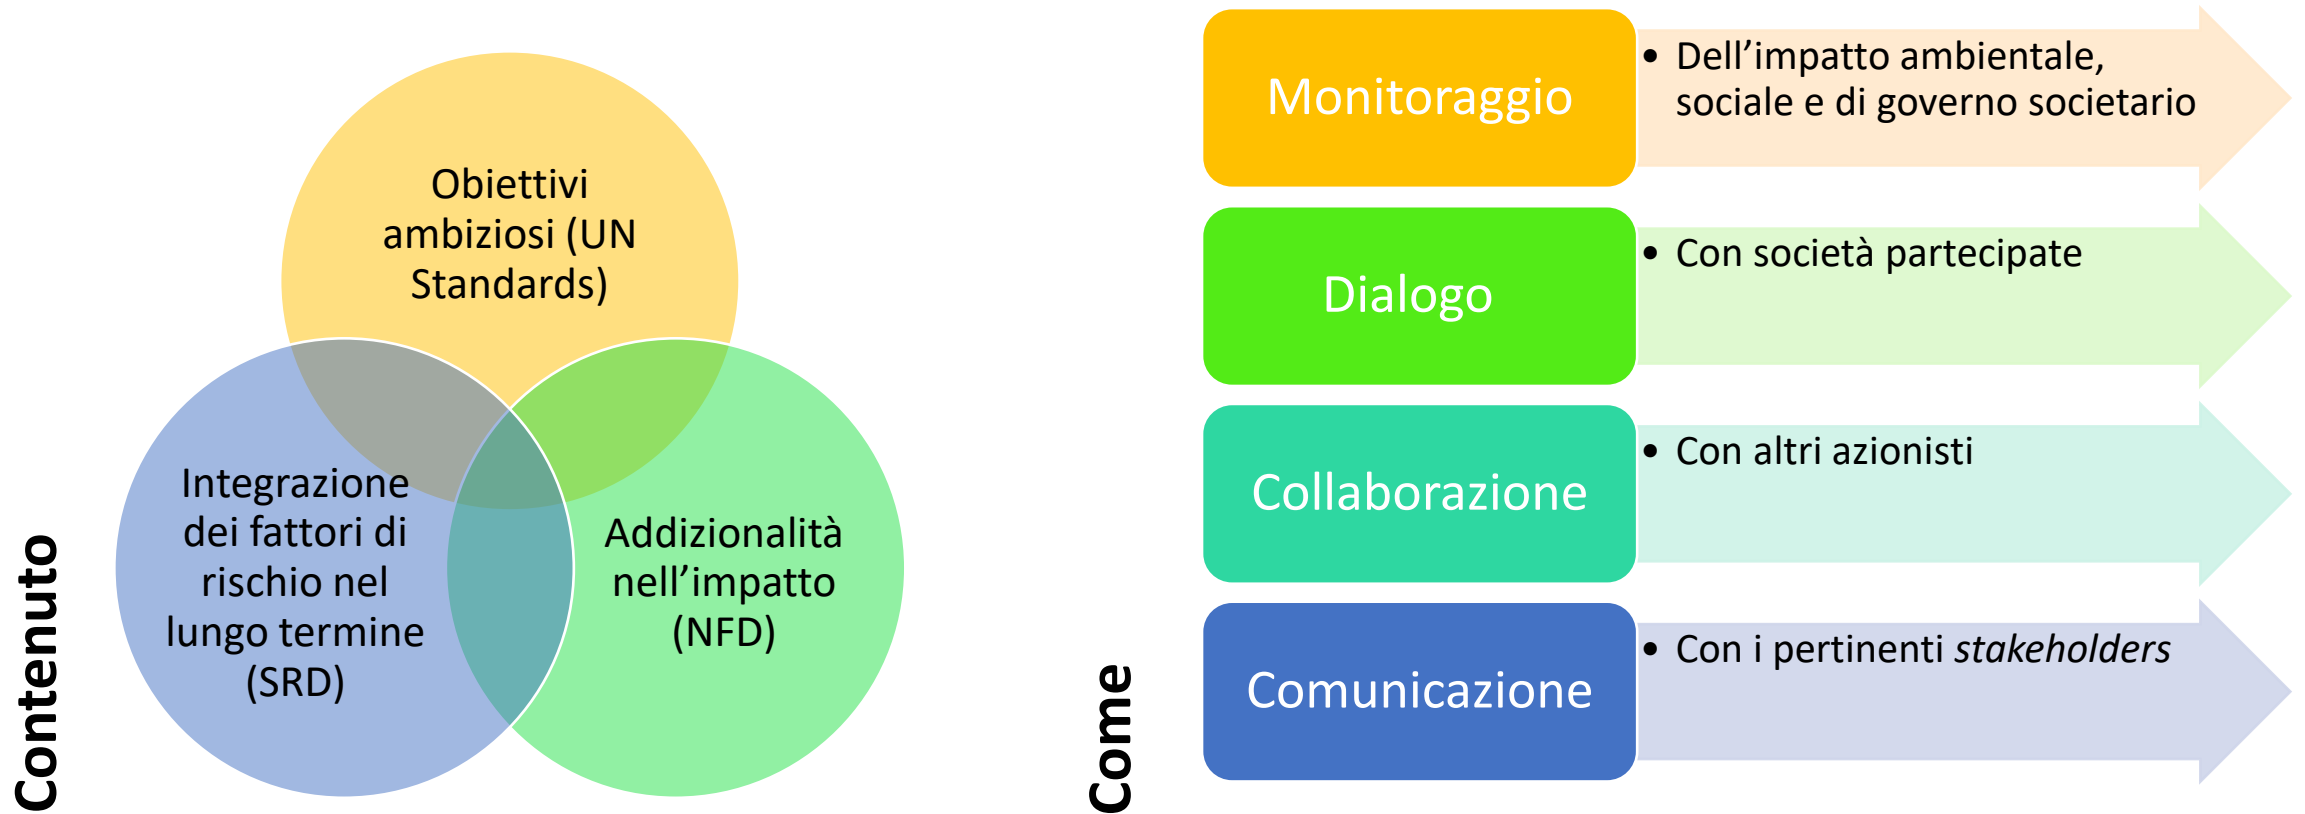 Contenuto
Obiettivi
ambiziosi (UN
Standards)
Integrazione
dei fattori di
rischio nel
lungo termine
(SRD)
Addizionalità
nell’impatto
(NFD)
Come
Monitoraggio
• Dell’impatto ambientale,
sociale e di governo societario
Dialogo
• Con società partecipate
Collaborazione
• Con altri azionisti
Comunicazione
• Con i pertinenti stakeholders